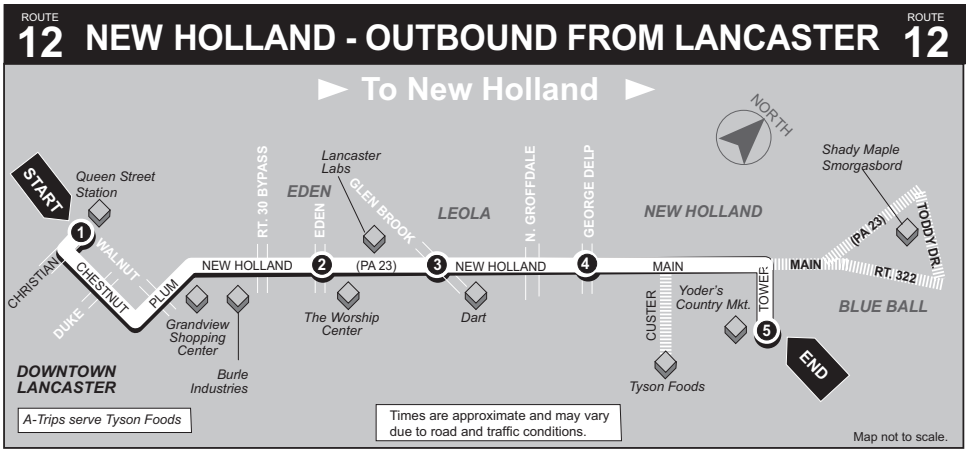 ROUTE
12
NEW HOLLAND - OUTBOUND FROM LANCASTER
ROUTE
12
To New Holland
NORTH
START
Queen Street
Station
1
CHRISTIAN
CHESTNUT
WALNUT
DUKE
PLUM
DOWNTOWN
LANCASTER
Grandview
Shopping
Center
Burle
Industries
RT. 30 BYPASS
NEW HOLLAND
EDEN
EDEN
2
Lancaster
Labs
(PA 23)
The Worship
Center
GLEN BROOK
3
LEOLA
Dart
NEW HOLLAND
N. GROFFDALE
GEORGE DELP
4
NEW HOLLAND
MAIN
CUSTER
Tyson Foods
Yoder's
Country Mkt.
TOWER
5
END
MAIN
(PA 23)
Shady Maple
Smorgasbord
TODDY DR.
RT. 322
BLUE BALL
A-Trips serve Tyson Foods
Times are approximate and may vary
due to road and traffic conditions.
Map not to scale.